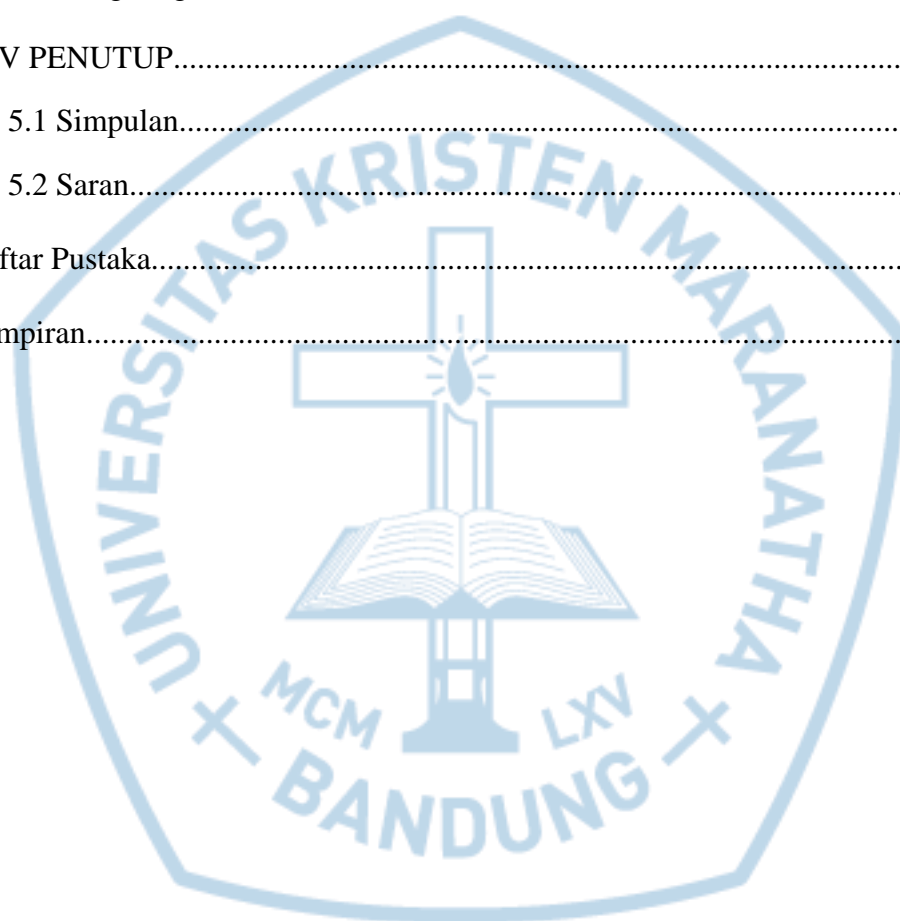 V PENUTUP....................................................................................................
5.1 Simpulan..............................................................................................
5.2 Saran....................................................................................................
ftar Pustaka...............................................................................................
mpiran........................................................................................................
UNIVERSITAS KRISTEN MARANATHA
MCM LXV
BANDUNG